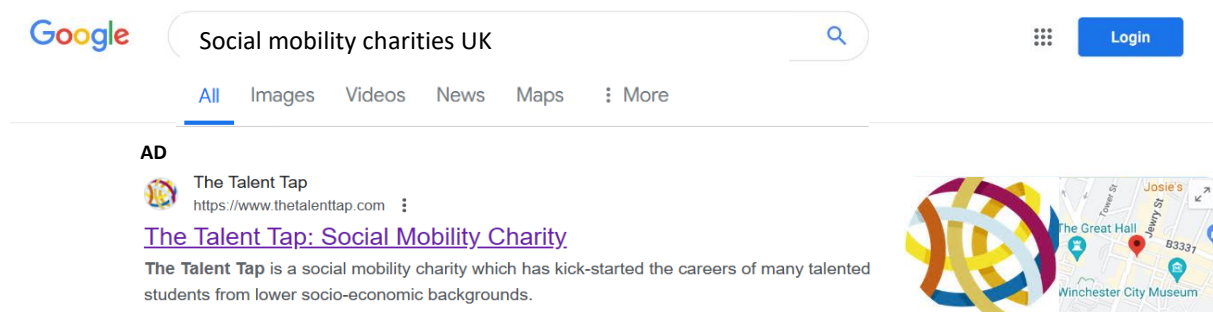 Google
Social mobility charities UK
Login
All Images Videos News Maps More
AD
The Talent Tap
https://www.thetalenttap.com
The Talent Tap: Social Mobility Charity
The Talent Tap is a social mobility charity which has kick-started the careers of many talented
students from lower socio-economic backgrounds.
Josie's
Tower St
Jewry St
The Great Hall
B3331
Winchester City Museum